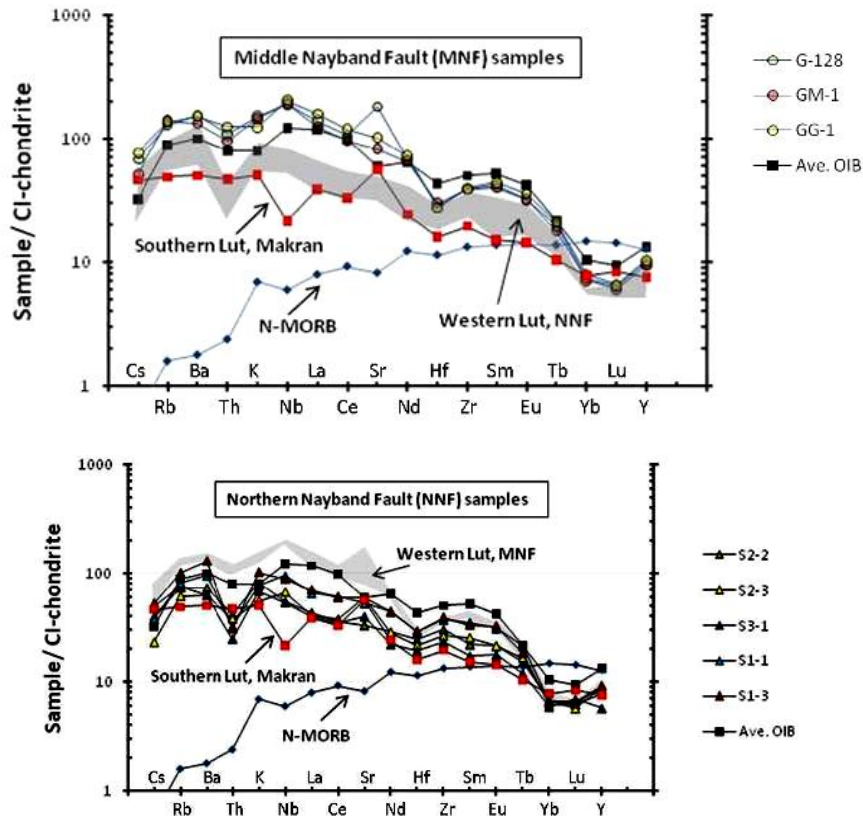 Middle Nayband Fault (MNF) samples
1000
100
10
1
Sample/ CI-chondrite
Southern Lut, Makran
N-MORB
Western Lut, NNF
Cs Ba K La Sr Hf Sm Tb Lu
Rb Th Nb Ce Nd Zr Eu Yb Y
G-128
GM-1
GG-1
Ave. OIB
Northern Nayband Fault (NNF) samples
1000
100
10
1
Sample/ CI-chondrite
Western Lut, MNF
Southern Lut, Makran
N-MORB
Cs Ba K La Sr Hf Sm Tb Lu
Rb Th Nb Ce Nd Zr Eu Yb Y
S2-2
S2-3
S3-1
S1-1
S1-3
Ave. OIB